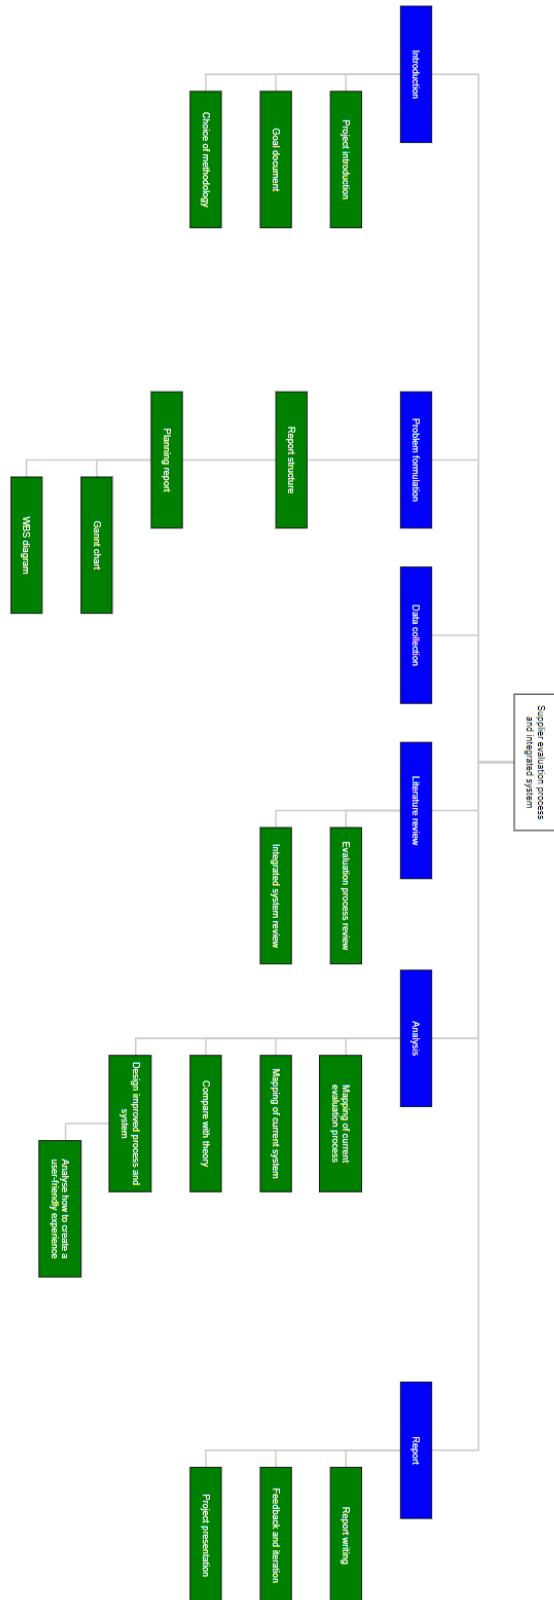 Supplier evaluation process
and integrated system
Introduction
Project introduction
Goal document
Choice of methodology
Problem formulation
Report structure
Planning report
Gannt chart
WBS diagram
Data collection
Literature review
Evaluation process review
Integrated system review
Analysis
Mapping of current
evaluation process
Mapping of current system
Compare with theory
Design improved process and
system
Analyse how to create a
user-friendly experience
Report
Report writing
Feedback and iteration
Project presentation